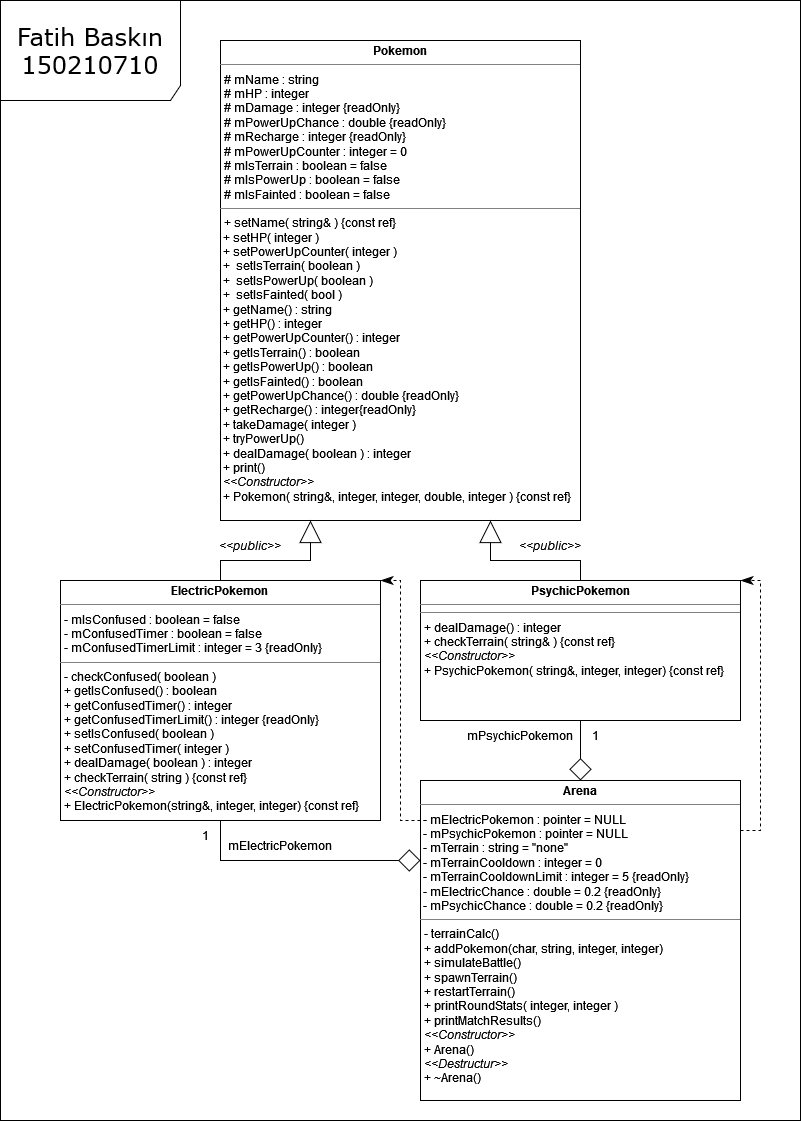 Fatih Baskın
150210710
Pokemon
# mName : string
# mHP : integer
# mDamage : integer {readOnly}
# mPowerUpChance : double {readOnly}
# mRecharge : integer {readOnly}
# mPowerUpCounter : integer = 0
# mIsTerrain : boolean = false
# mIsPowerUp : boolean = false
# mIsFainted : boolean = false
+ setName( string& ) {const ref}
+ setHP( integer )
+ setPowerUpCounter( integer )
+ setIsTerrain( boolean )
+ setIsPowerUp( boolean )
+ setIsFainted( bool )
+ getName() : string
+ getHP() : integer
+ getPowerUpCounter() : integer
+ getIsTerrain() : boolean
+ getIsPowerUp() : boolean
+ getIsFainted() : boolean
+ getPowerUpChance() : double {readOnly}
+ getRecharge() : integer{readOnly}
+ takeDamage( integer )
+ tryPowerUp()
+ dealDamage( boolean ) : integer
+ print()
<<Constructor>>
+ Pokemon( string&, integer, integer, double, integer ) {const ref}
<<public>>
<<public>>
ElectricPokemon
- mIsConfused : boolean = false
- mConfusedTimer : boolean = false
- mConfusedTimerLimit : integer = 3 {readOnly}
- checkConfused( boolean )
+ getIsConfused() : boolean
+ getConfusedTimer() : integer
+ getConfusedTimerLimit() : integer {readOnly}
+ setIsConfused( boolean )
+ setConfusedTimer( integer )
+ dealDamage( boolean ) : integer
+ checkTerrain( string ) {const ref}
<<Constructor>>
+ ElectricPokemon(string&, integer, integer) {const ref}
PsychicPokemon
+ dealDamage() : integer
+ checkTerrain( string& ) {const ref}
<<Constructor>>
+ PsychicPokemon( string&, integer, integer) {const ref}
mPsychicPokemon
1
1
mElectricPokemon
Arena
- mElectricPokemon : pointer = NULL
- mPsychicPokemon : pointer = NULL
- mTerrain : string = "none"
- mTerrainCooldown : integer = 0
- mTerrainCooldownLimit : integer = 5 {readOnly}
- mElectricChance : double = 0.2 {readOnly}
- mPsychicChance : double = 0.2 {readOnly}
- terrainCalc()
+ addPokemon(char, string, integer, integer)
+ simulateBattle()
+ spawnTerrain()
+ restartTerrain()
+ printRoundStats( integer, integer )
+ printMatchResults()
<<Constructor>>
+ Arena()
<<Destructur>>
+ ~Arena()